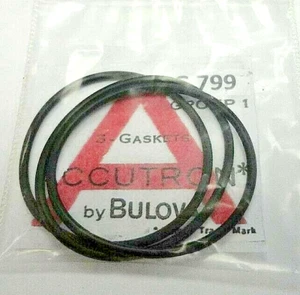 799
GROUP 1
3-GASKETS
ACCUTRON*
by BULOVA
Trade Mark